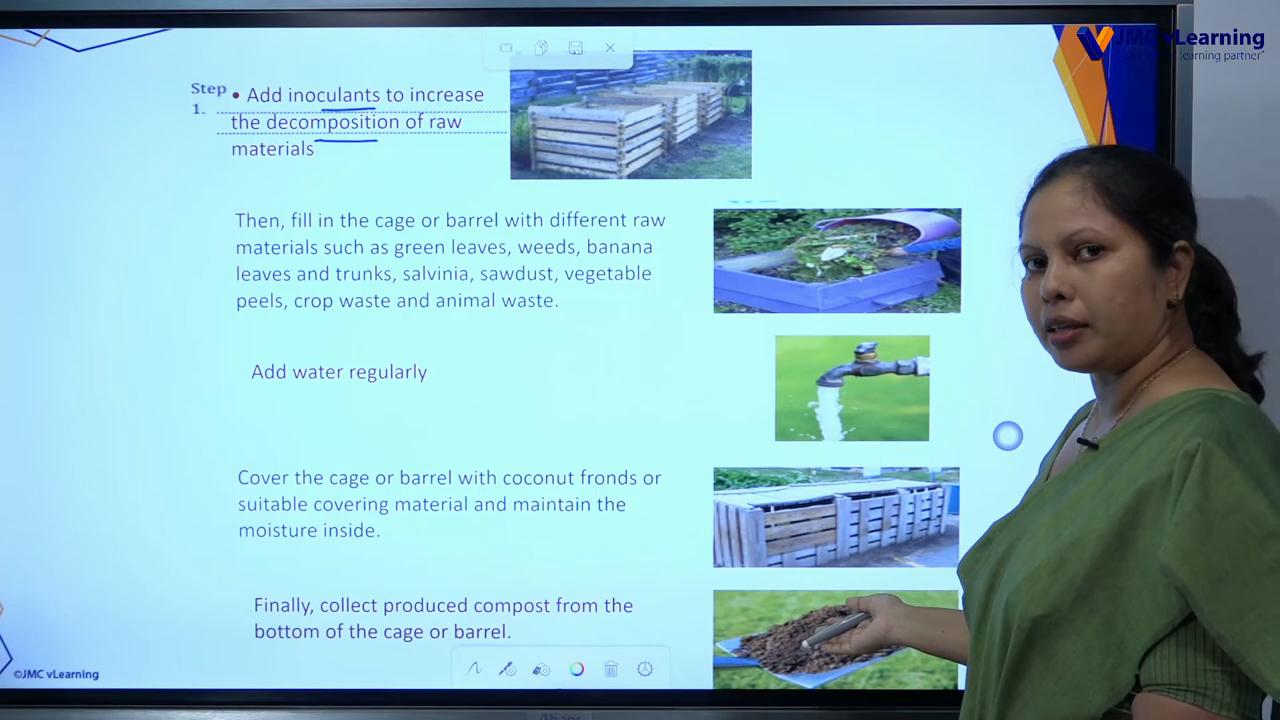 JMC vLearning
learning partner
Step
1.
• Add inoculants to increase
the decomposition of raw
materials
Then, fill in the cage or barrel with different raw
materials such as green leaves, weeds, banana
leaves and trunks, salvinia, sawdust, vegetable
peels, crop waste and animal waste.
Add water regularly
Cover the cage or barrel with coconut fronds or
suitable covering material and maintain the
moisture inside.
Finally, collect produced compost from the
bottom of the cage or barrel.
©JMC vLearning